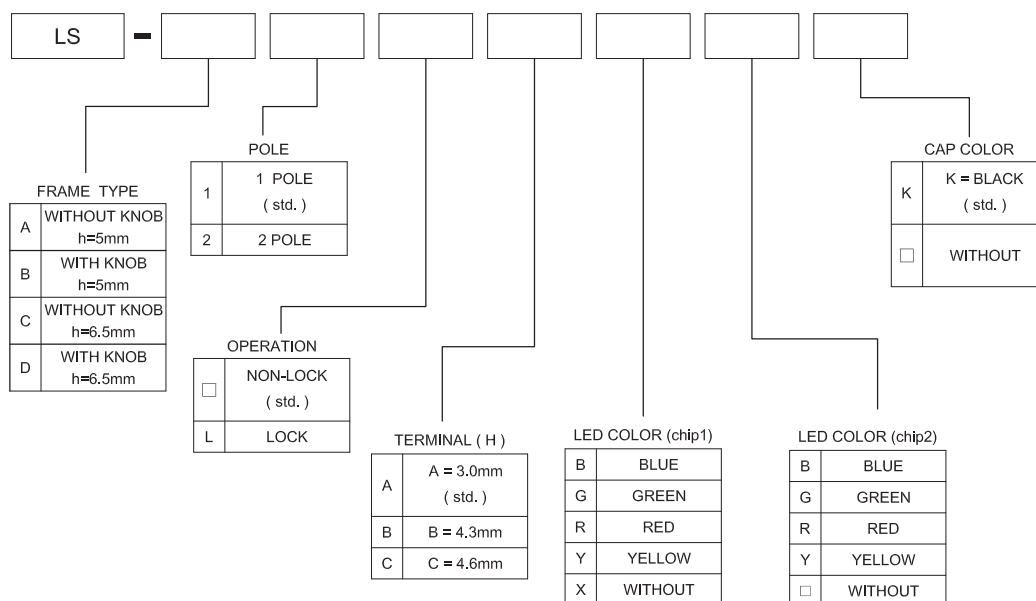 LS -
POLE
1 1 POLE
( std. )
2 2 POLE
CAP COLOR
K K = BLACK
( std. )
□ WITHOUT
FRAME TYPE
A WITHOUT KNOB
h=5mm
B WITH KNOB
h=5mm
C WITHOUT KNOB
h=6.5mm
D WITH KNOB
h=6.5mm
OPERATION
□ NON-LOCK
( std. )
L LOCK
TERMINAL ( H )
A A = 3.0mm
( std. )
B B = 4.3mm
C C = 4.6mm
LED COLOR (chip1)
B BLUE
G GREEN
R RED
Y YELLOW
X WITHOUT
LED COLOR (chip2)
B BLUE
G GREEN
R RED
Y YELLOW
□ WITHOUT